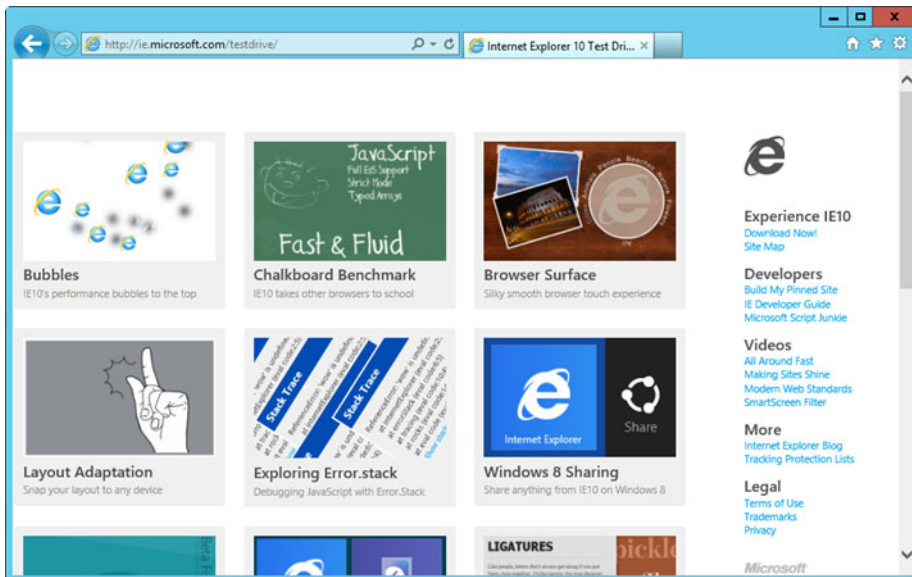 http://ie.microsoft.com/testdrive/
Internet Explorer 10 Test Dri...
JavaScript
Full ES5 Support
Strict Mode
Typed Arrays
Fast & Fluid
Bubbles
IE10's performance bubbles to the top
Chalkboard Benchmark
IE10 takes other browsers to school
People Beaches Nature Flowers
All
Browser Surface
Silky smooth browser touch experience
Layout Adaptation
Snap your layout to any device
Stack Trace
Stack Trace
Exploring Error.stack
Debugging JavaScript with Error.Stack
Internet Explorer
Share
Windows 8 Sharing
Share anything from IE10 on Windows 8
LIGATURES
pickle
Experience IE10
Download Now!
Site Map
Developers
Build My Pinned Site
IE Developer Guide
Microsoft Script Junkie
Videos
All Around Fast
Making Sites Shine
Modern Web Standards
SmartScreen Filter
More
Internet Explorer Blog
Tracking Protection Lists
Legal
Terms of Use
Trademarks
Privacy
Microsoft